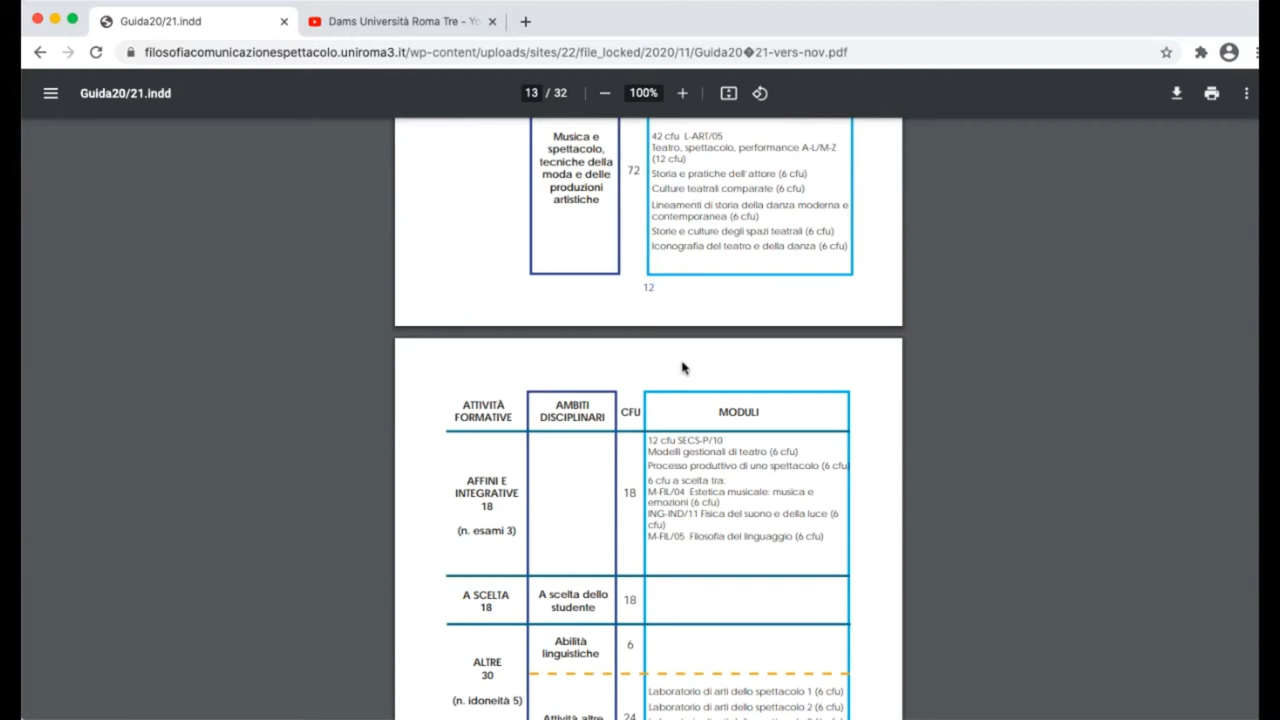 Guida20/21.indd
Dams Università Roma Tre - Yo
filosofiacomunicazionespettacolo.uniroma3.it/wp-content/uploads/sites/22/file_locked/2020/11/Guida20�21-vers-nov.pdf
Guida20/21.indd
13 / 32
100%
Musica e
spettacolo,
tecniche della
moda e delle
produzioni
artistiche
72
42 cfu L-ART/05
Teatro, spettacolo, performance A-L/M-Z
(12 cfu)
Storia e pratiche dell'attore (6 cfu)
Culture teatrali comparate (6 cfu)
Lineamenti di storia della danza moderna e
contemporanea (6 cfu)
Storie e culture degli spazi teatrali (6 cfu)
Iconografia del teatro e della danza (6 cfu)
12
ATTIVITÀ
FORMATIVE
AMBITI
DISCIPLINARI
CFU
MODULI
AFFINI E
INTEGRATIVE
18
(n. esami 3)
18
12 cfu SECS-P/10
Modelli gestionali di teatro (6 cfu)
Processo produttivo di uno spettacolo (6 cfu
6 cfu a scelta tra:
M-FIL/04 Estetica musicale: musica e
emozioni (6 cfu)
ING-IND/11 Fisica del suono e della luce (6
cfu)
M-FIL/05 Filosofia del linguaggio (6 cfu)
A SCELTA
18
A scelta dello
studente
18
ALTRE
30
(n. idoneità 5)
Abilità
linguistiche
6
Attività altre
24
Laboratorio di arti dello spettacolo 1 (6 cfu)
Laboratorio di arti dello spettacolo 2 (6 cfu)